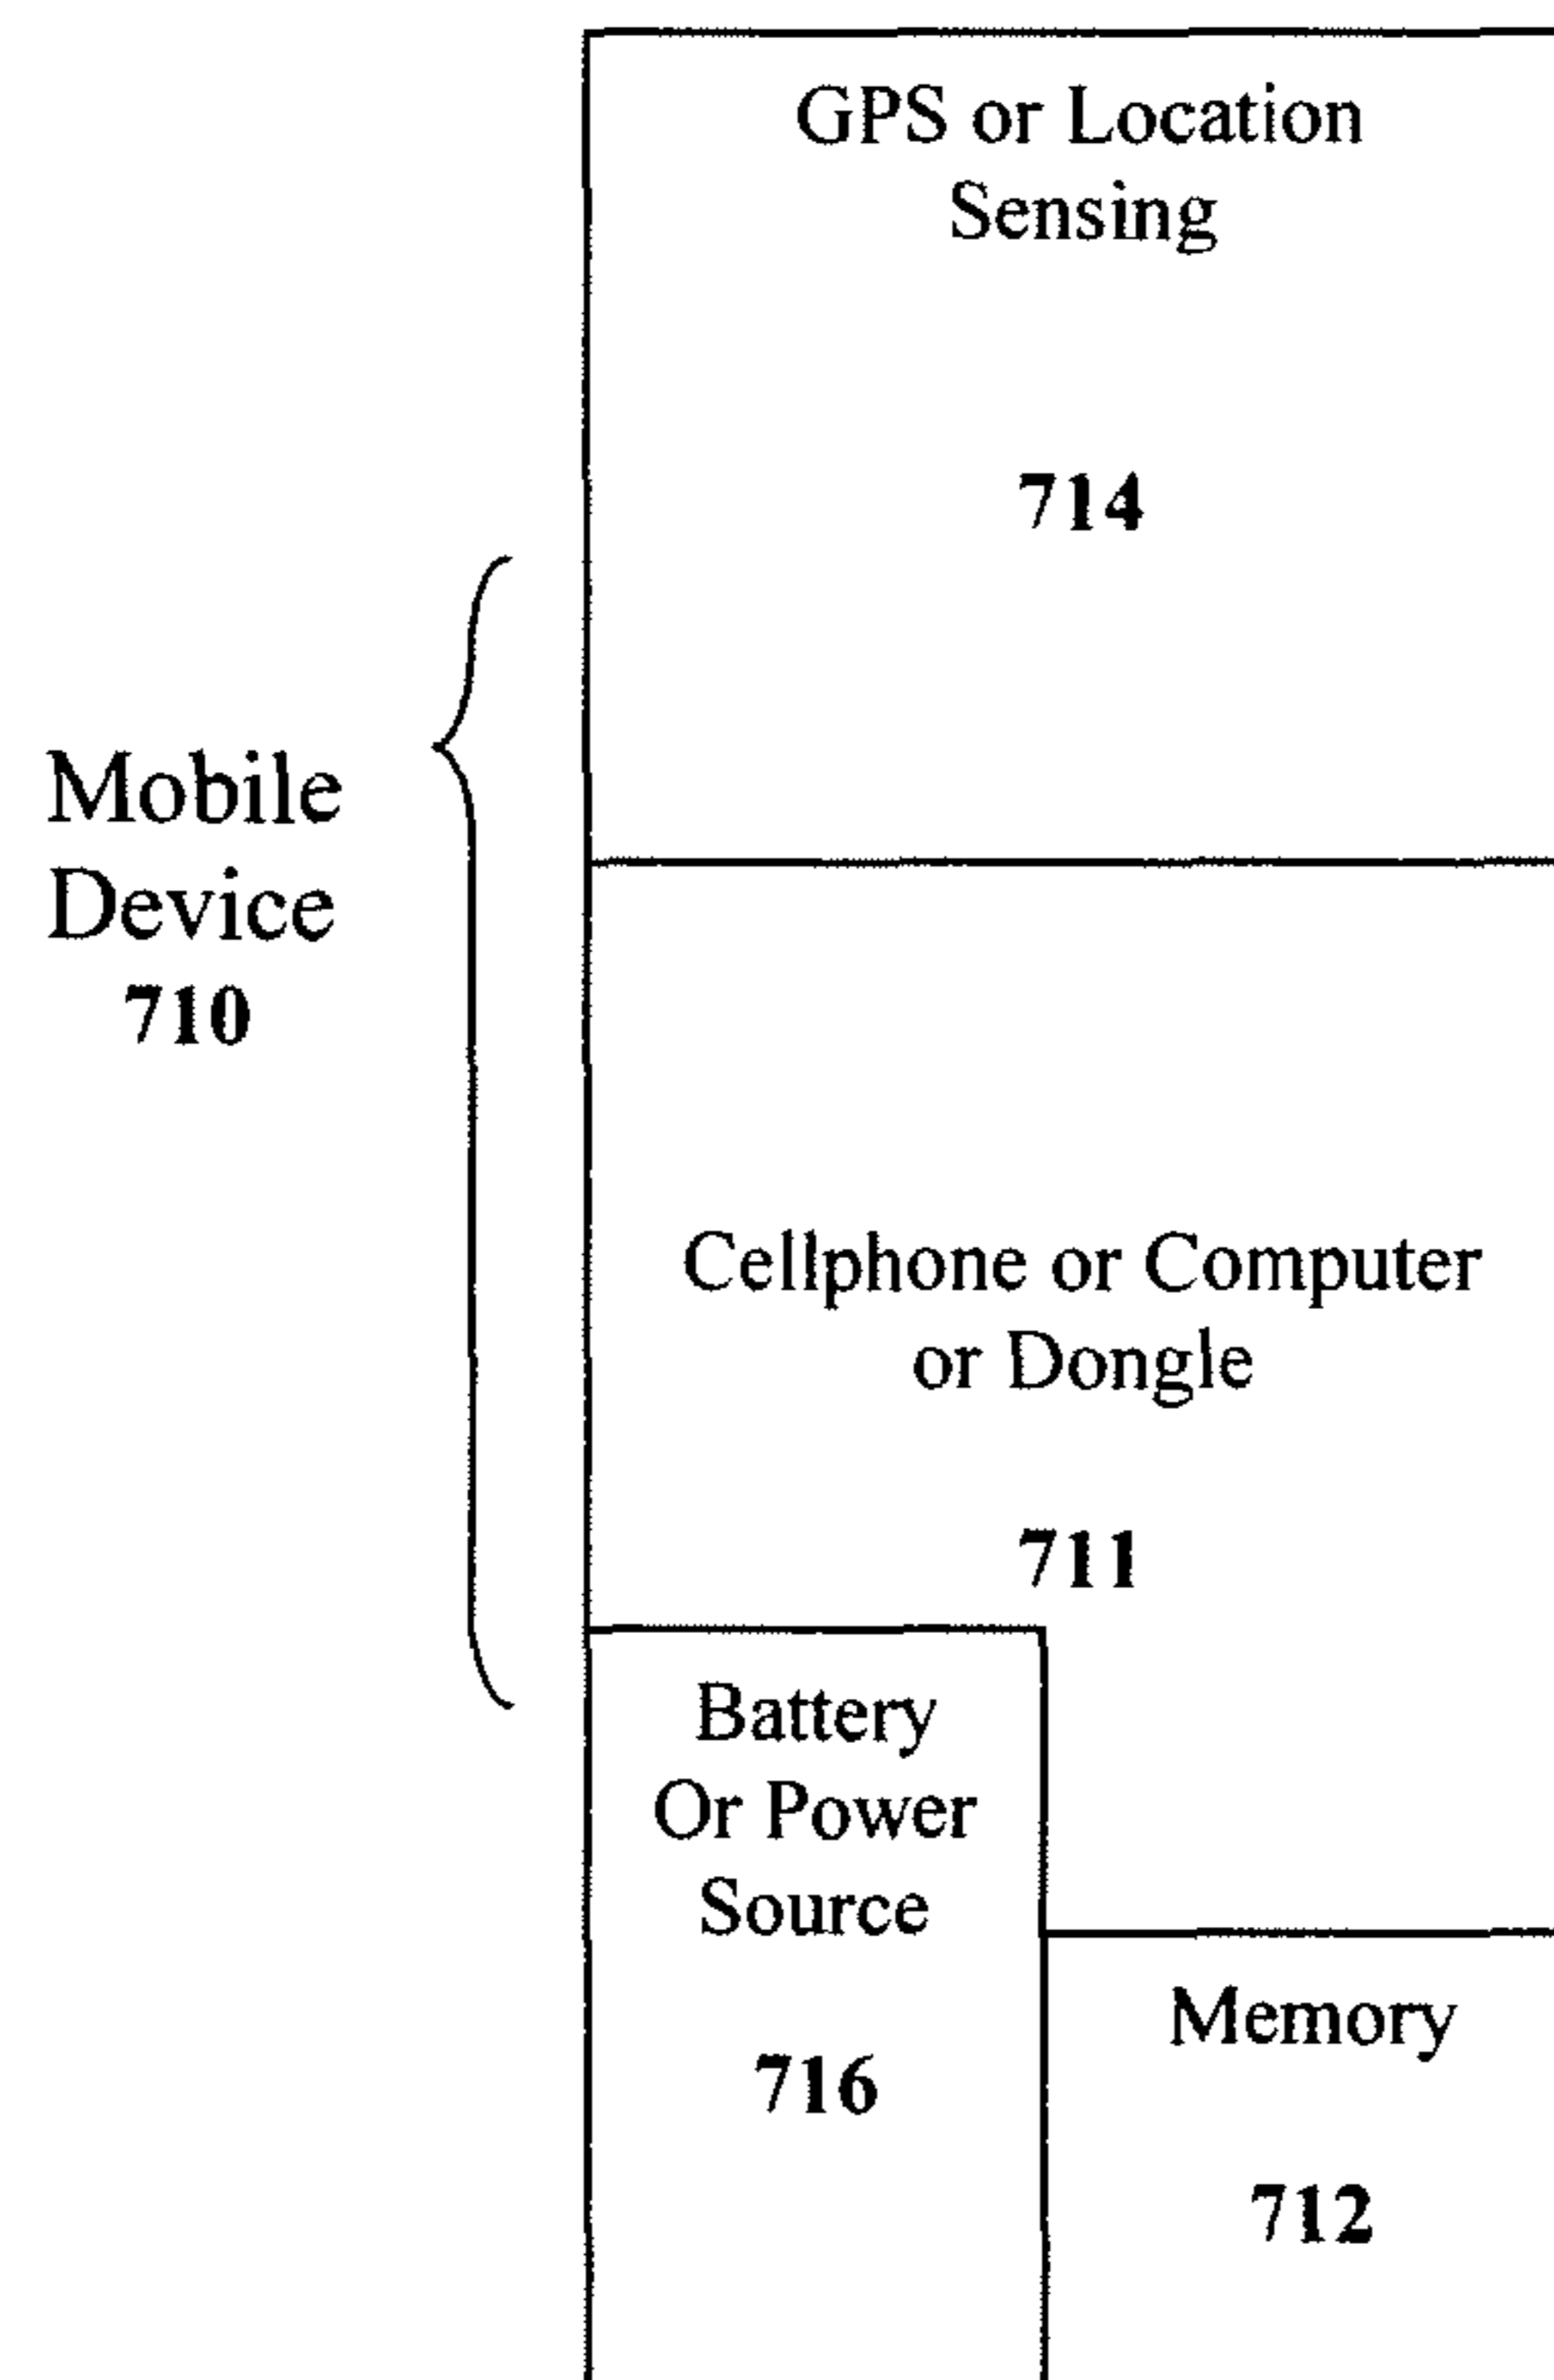 GPS or Location
Sensing
714
Mobile
Device
710
Cellphone or Computer
or Dongle
711
Battery
Or Power
Source
716
Memory
712